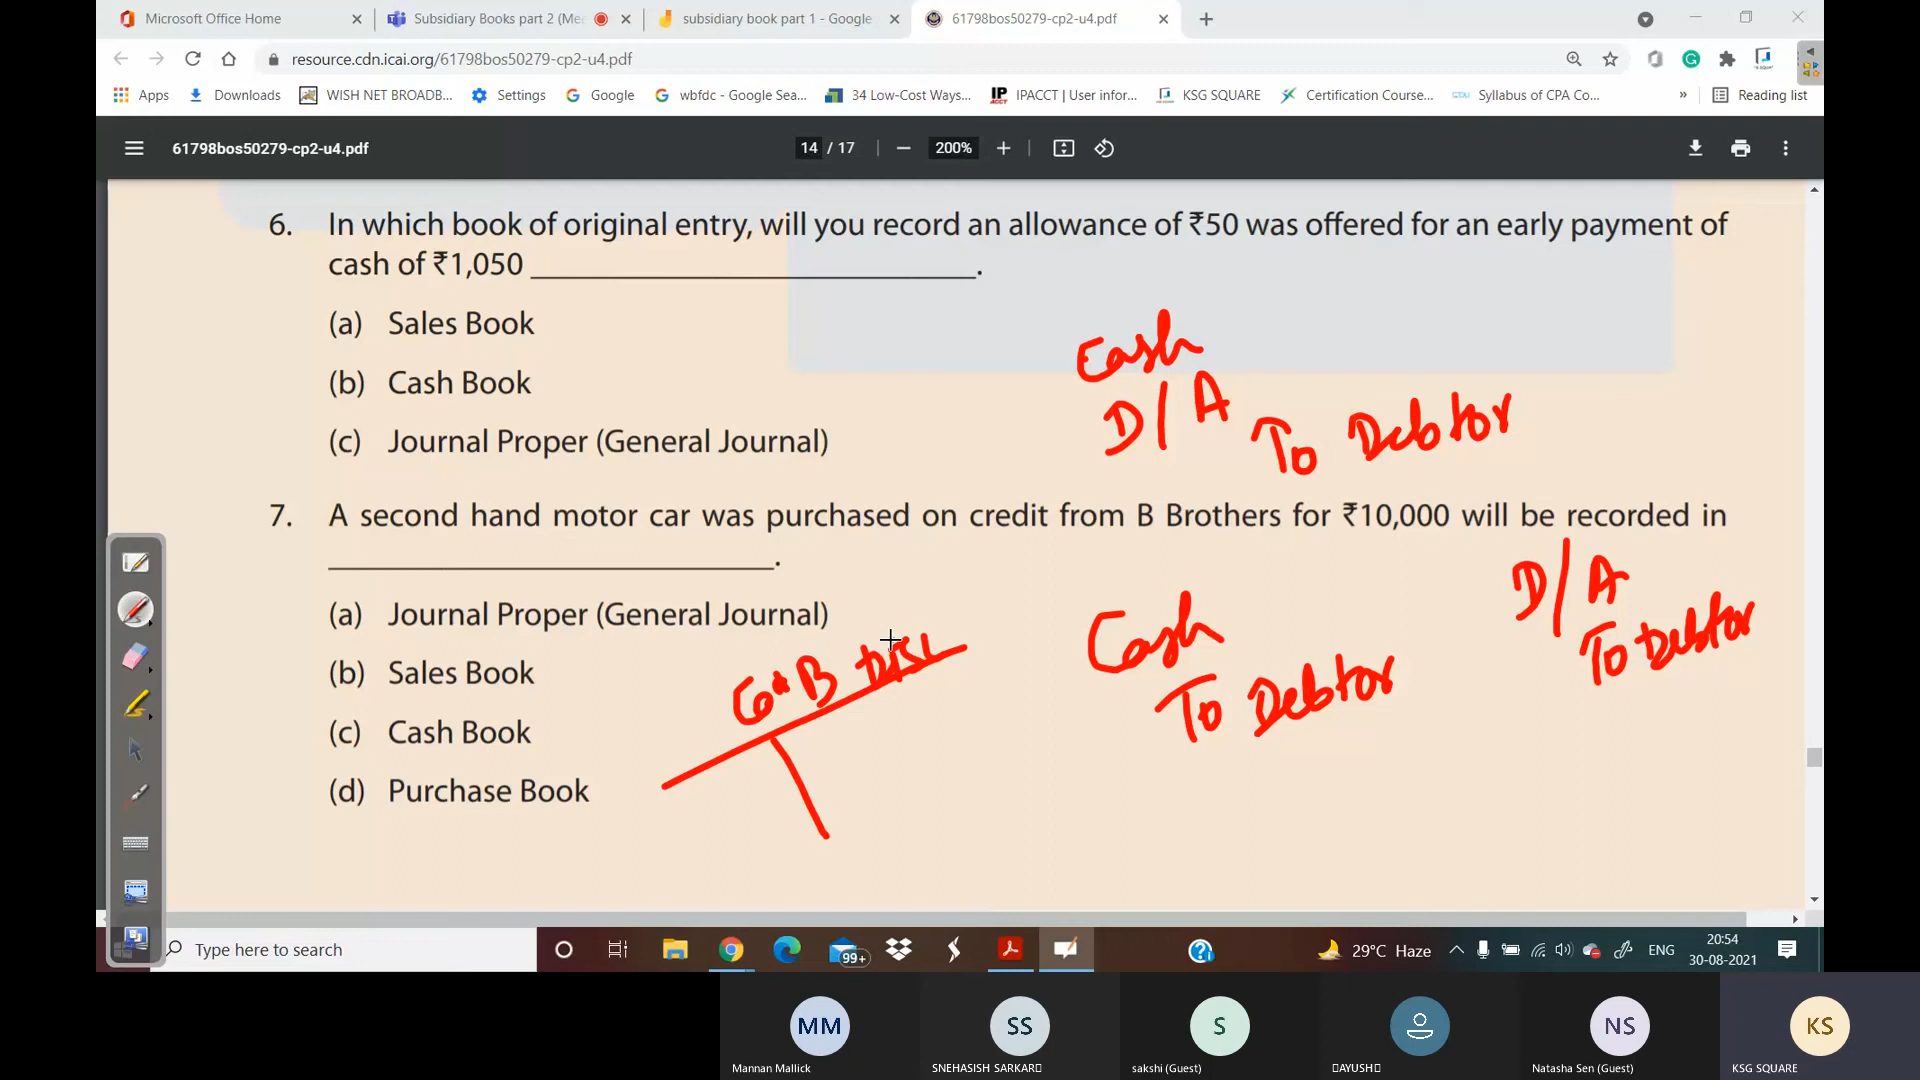 Microsoft Office Home
Subsidiary Books part 2 (Me
subsidiary book part 1 - Google
61798bos50279-cp2-u4.pdf
resource.cdn.icai.org/61798bos50279-cp2-u4.pdf
Apps
Downloads
WISH NET BROADB...
Settings
Google
wbfdc - Google Sea...
34 Low-Cost Ways...
IPACCT | User infor...
KSG SQUARE
Certification Course...
Syllabus of CPA Co...
»
Reading list
61798bos50279-cp2-u4.pdf
14 / 17
200%
6. In which book of original entry, will you record an allowance of ₹50 was offered for an early payment of
cash of ₹1,050 ______________________________.
(a) Sales Book
Cash
(b) Cash Book
D/A
To Debtor
(c) Journal Proper (General Journal)
7. A second hand motor car was purchased on credit from B Brothers for ₹10,000 will be recorded in
______________________________.
D/A
To Debtor
(a) Journal Proper (General Journal)
Cash
To Debtor
(b) Sales Book
B Disc
(c) Cash Book
(d) Purchase Book
Type here to search
99+
29°C Haze
ENG
20:54
30-08-2021
MM
SS
S
NS
KS
Mannan Mallick
SNEHASISH SARKAR
sakshi (Guest)
AYUSH
Natasha Sen (Guest)
KSG SQUARE